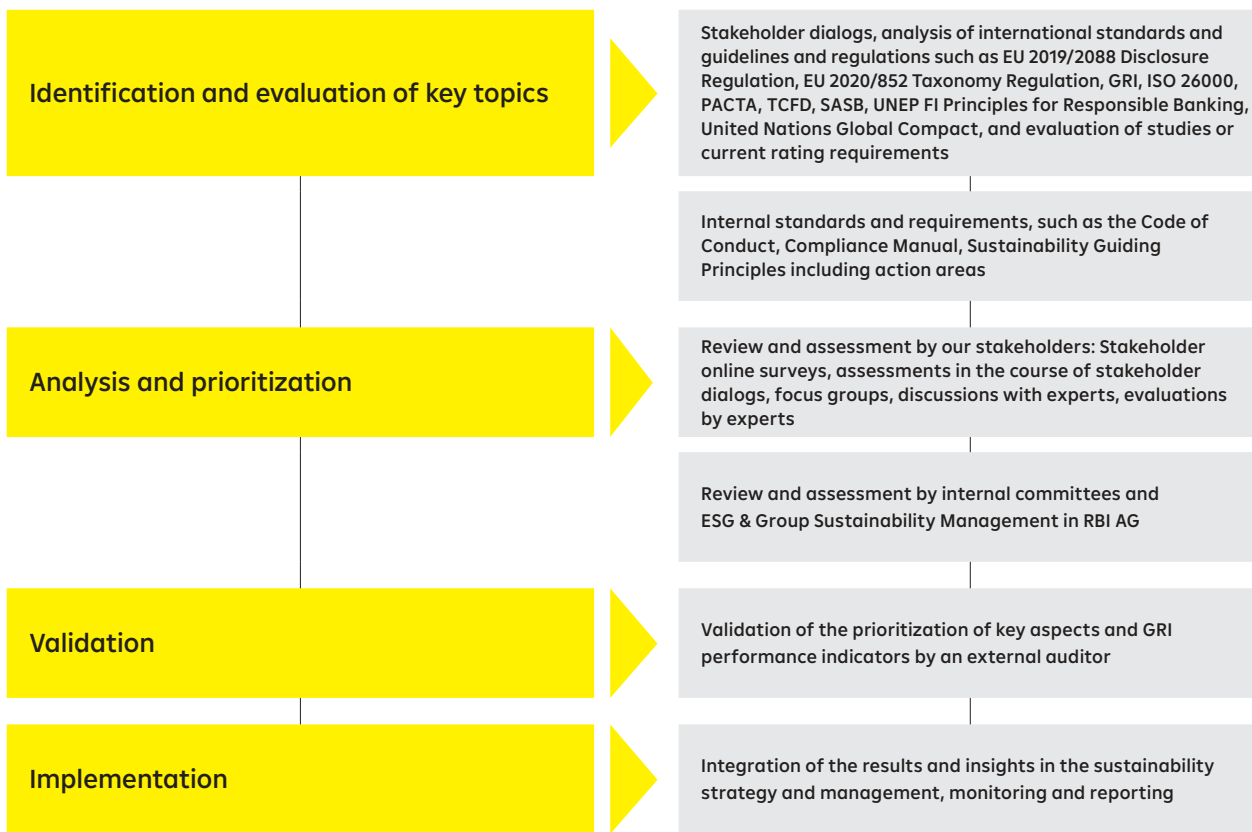 Identification and evaluation of key topics
Stakeholder dialogs, analysis of international standards and
guidelines and regulations such as EU 2019/2088 Disclosure
Regulation, EU 2020/852 Taxonomy Regulation, GRI, ISO 26000,
PACTA, TCFD, SASB, UNEP FI Principles for Responsible Banking,
United Nations Global Compact, and evaluation of studies or
current rating requirements
Internal standards and requirements, such as the Code of
Conduct, Compliance Manual, Sustainability Guiding
Principles including action areas
Analysis and prioritization
Review and assessment by our stakeholders: Stakeholder
online surveys, assessments in the course of stakeholder
dialogs, focus groups, discussions with experts, evaluations
by experts
Review and assessment by internal committees and
ESG & Group Sustainability Management in RBI AG
Validation
Validation of the prioritization of key aspects and GRI
performance indicators by an external auditor
Implementation
Integration of the results and insights in the sustainability
strategy and management, monitoring and reporting